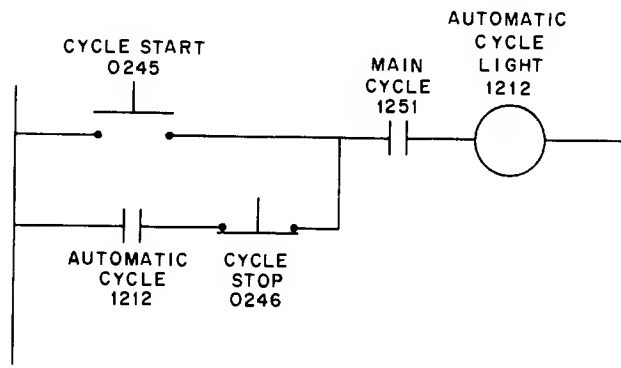 CYCLE START
0245
MAIN
CYCLE
1251
AUTOMATIC
CYCLE
LIGHT
1212
AUTOMATIC
CYCLE
1212
CYCLE
STOP
0246